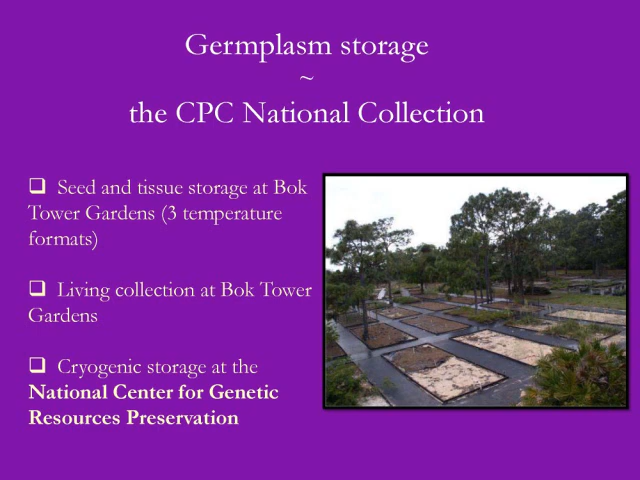 Germplasm storage
~
the CPC National Collection
❑ Seed and tissue storage at Bok
Tower Gardens (3 temperature
formats)
❑ Living collection at Bok Tower
Gardens
❑ Cryogenic storage at the
National Center for Genetic
Resources Preservation